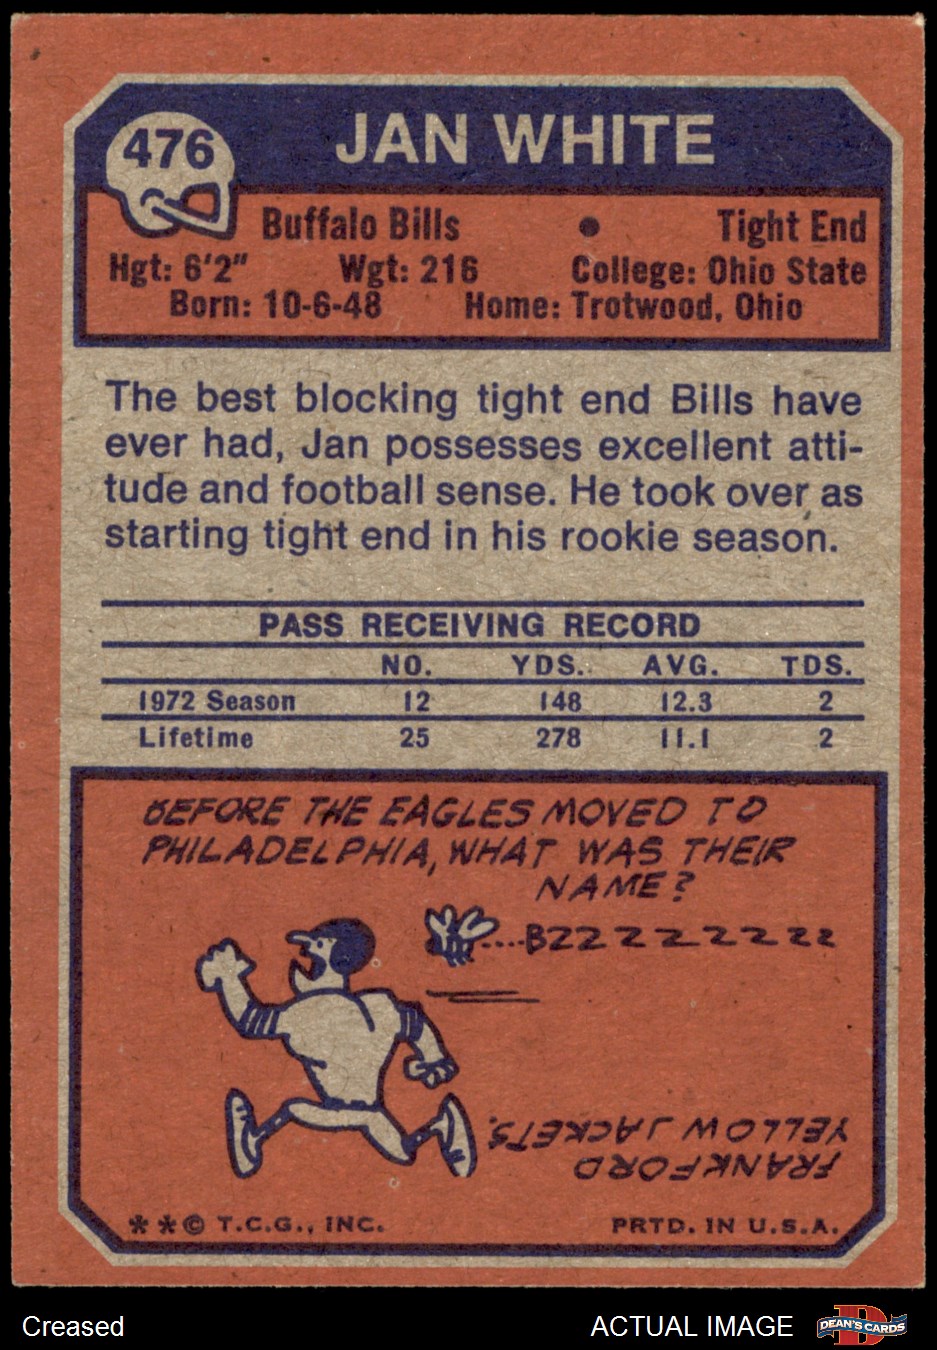 476
JAN WHITE
Buffalo Bills • Tight End
Hgt: 6'2" Wgt: 216 College: Ohio State
Born: 10-6-48 Home: Trotwood, Ohio
The best blocking tight end Bills have
ever had, Jan possesses excellent atti-
tude and football sense. He took over as
starting tight end in his rookie season.
PASS RECEIVING RECORD
NO. YDS. AVG. TDS.
1972 Season 12 148 12.3 2
Lifetime 25 278 11.1 2
BEFORE THE EAGLES MOVED TO
PHILADELPHIA, WHAT WAS THEIR
NAME?
....BZZZZZZZZZ
FRANKFORD
YELLOW JACKETS.
* * © T.C.G., INC. PRTD. IN U.S.A.
Creased ACTUAL IMAGE DEAN'S CARDS